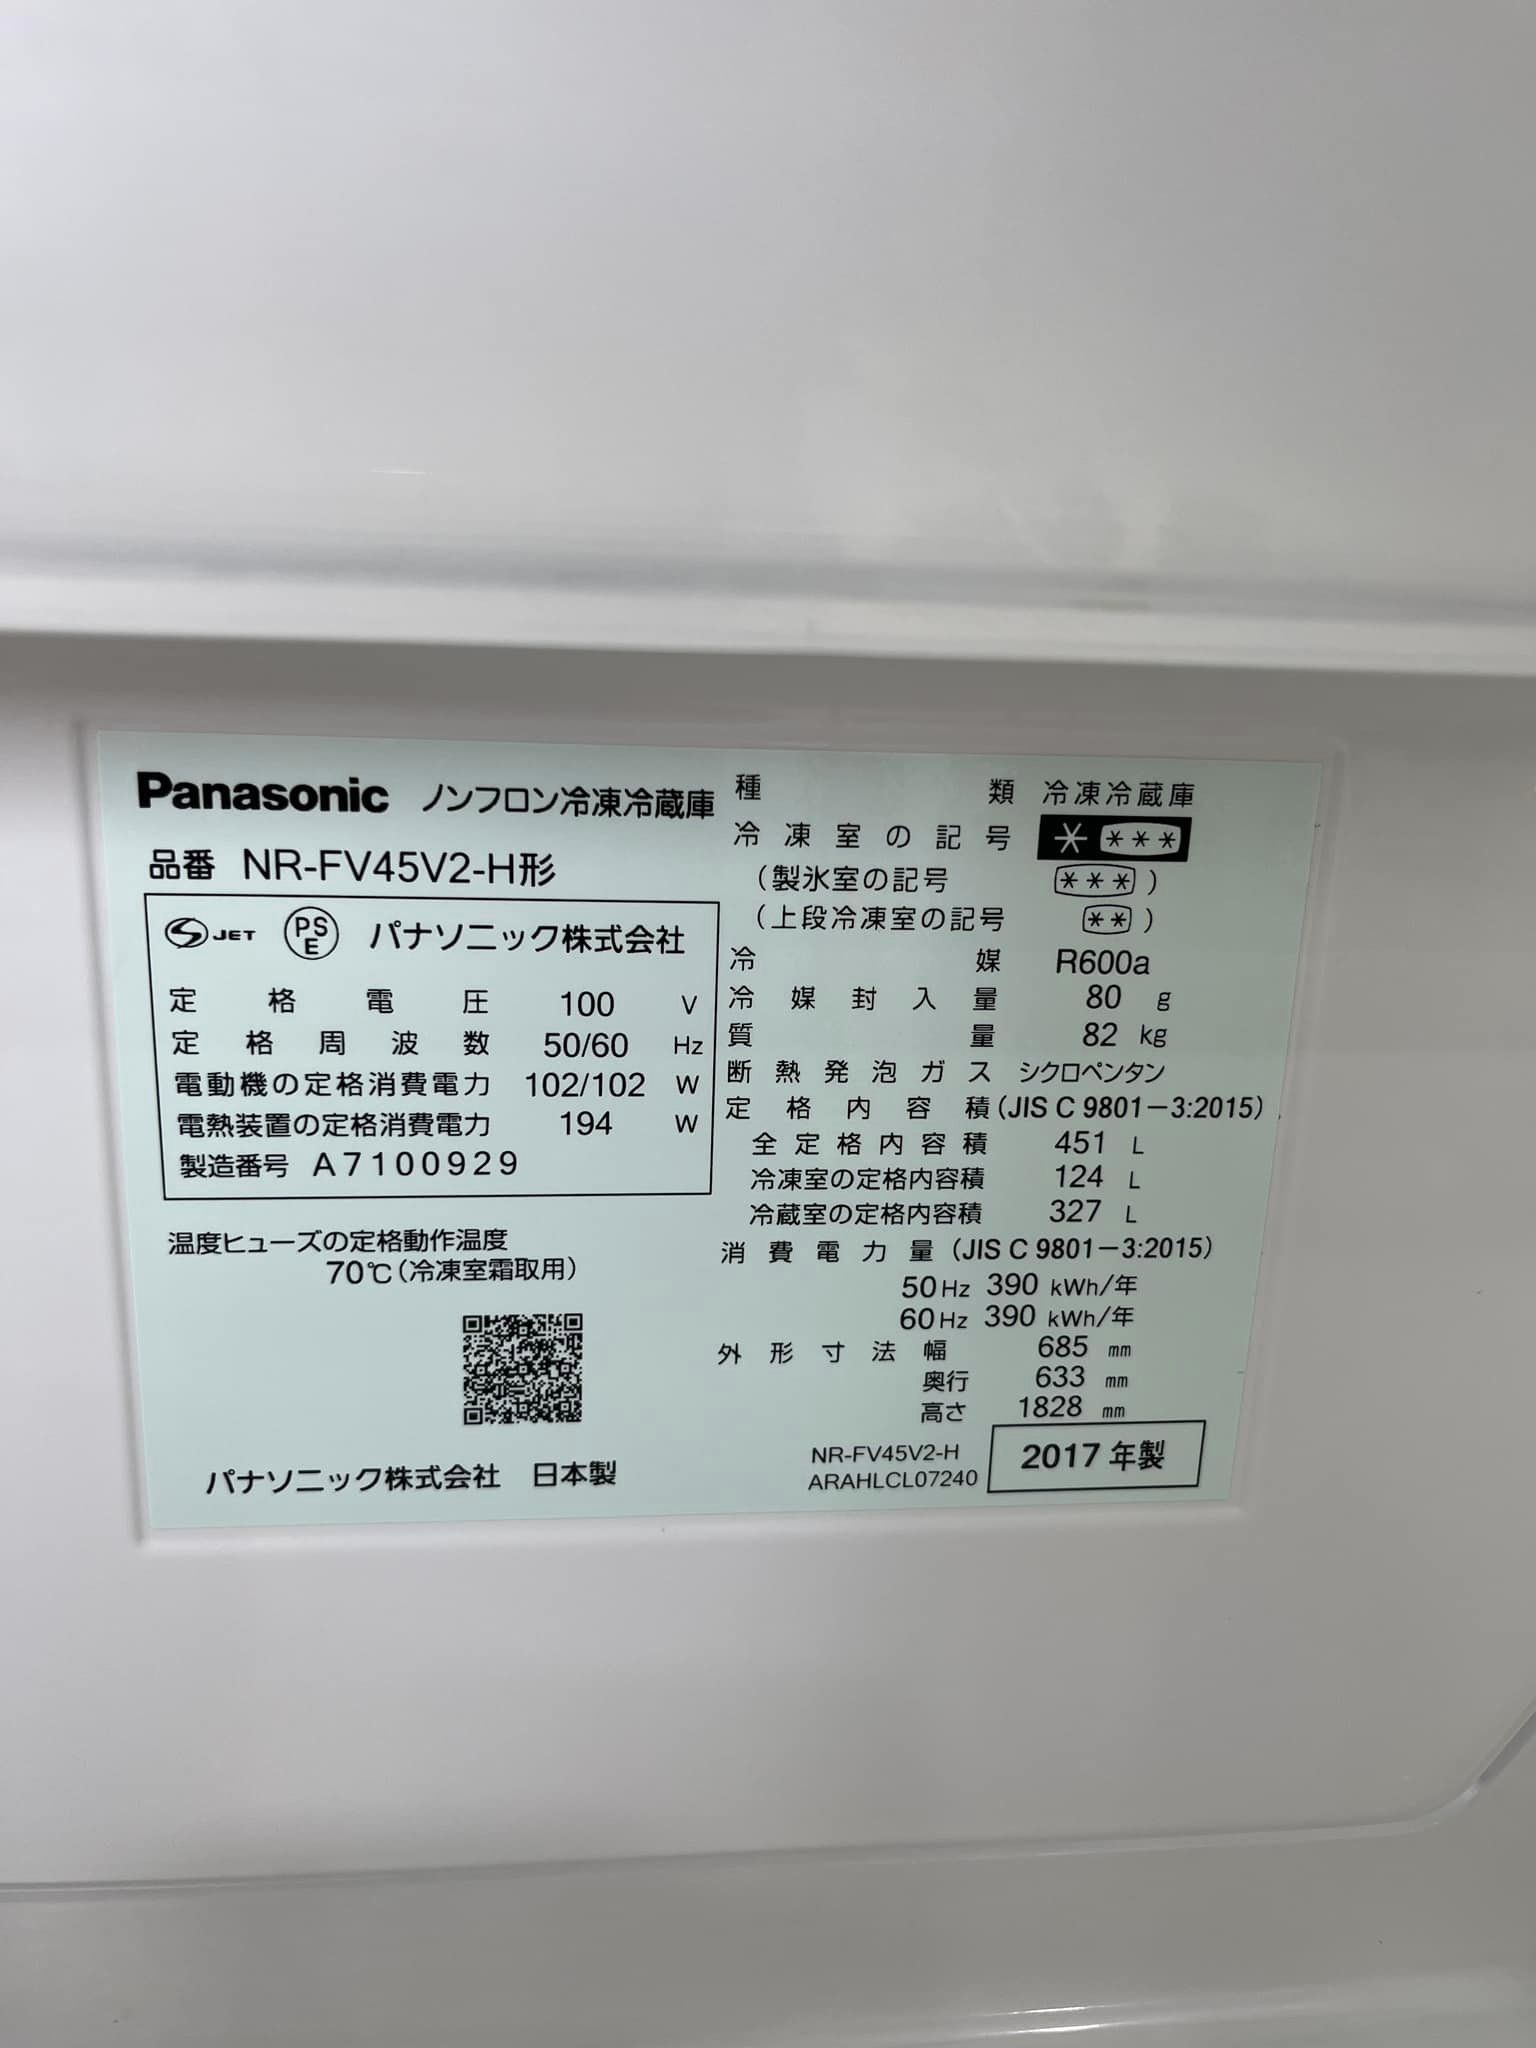 Panasonic ノンフロン冷凍冷蔵庫
品番 NR-FV45V2-H形
S JET PS E パナソニック株式会社
定格電圧 100 V
定格周波数 50/60 Hz
電動機の定格消費電力 102/102 W
電熱装置の定格消費電力 194 W
製造番号 A7100929
温度ヒューズの定格動作温度
70℃(冷凍室霜取用)
パナソニック株式会社 日本製
種類 冷凍冷蔵庫
冷凍室の記号 * ***
(製氷室の記号 ***)
(上段冷凍室の記号 **)
冷媒 R600a
冷媒封入量 80 g
質量 82 kg
断熱発泡ガス シクロペンタン
定格内容積(JIS C 9801-3:2015)
全定格内容積 451 L
冷凍室の定格内容積 124 L
冷蔵室の定格内容積 327 L
消費電力量(JIS C 9801-3:2015)
50Hz 390 kWh/年
60Hz 390 kWh/年
外形寸法幅 685 mm
奥行 633 mm
高さ 1828 mm
NR-FV45V2-H
ARAHLCL07240
2017年製